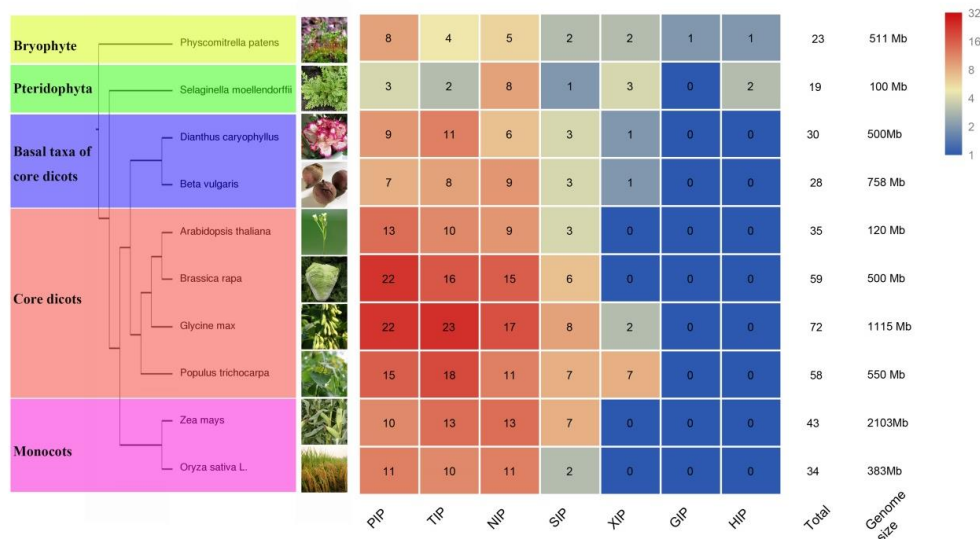 Bryophyte Physcomitrella patens 8 4 5 2 2 1 1 23 511 Mb
Pteridophyta Selaginella moellendorffii 3 2 8 1 3 0 2 19 100 Mb
Basal taxa of
core dicots
Dianthus caryophyllus 9 11 6 3 1 0 0 30 500Mb
Beta vulgaris 7 8 9 3 1 0 0 28 758 Mb
Core dicots
Arabidopsis thaliana 13 10 9 3 0 0 0 35 120 Mb
Brassica rapa 22 16 15 6 0 0 0 59 500 Mb
Glycine max 22 23 17 8 2 0 0 72 1115 Mb
Populus trichocarpa 15 18 11 7 7 0 0 58 550 Mb
Monocots
Zea mays 10 13 13 7 0 0 0 43 2103Mb
Oryza sativa L. 11 10 11 2 0 0 0 34 383Mb
PIP TIP NIP SIP XIP GIP HIP Total Genome
size
32
16
8
4
2
1